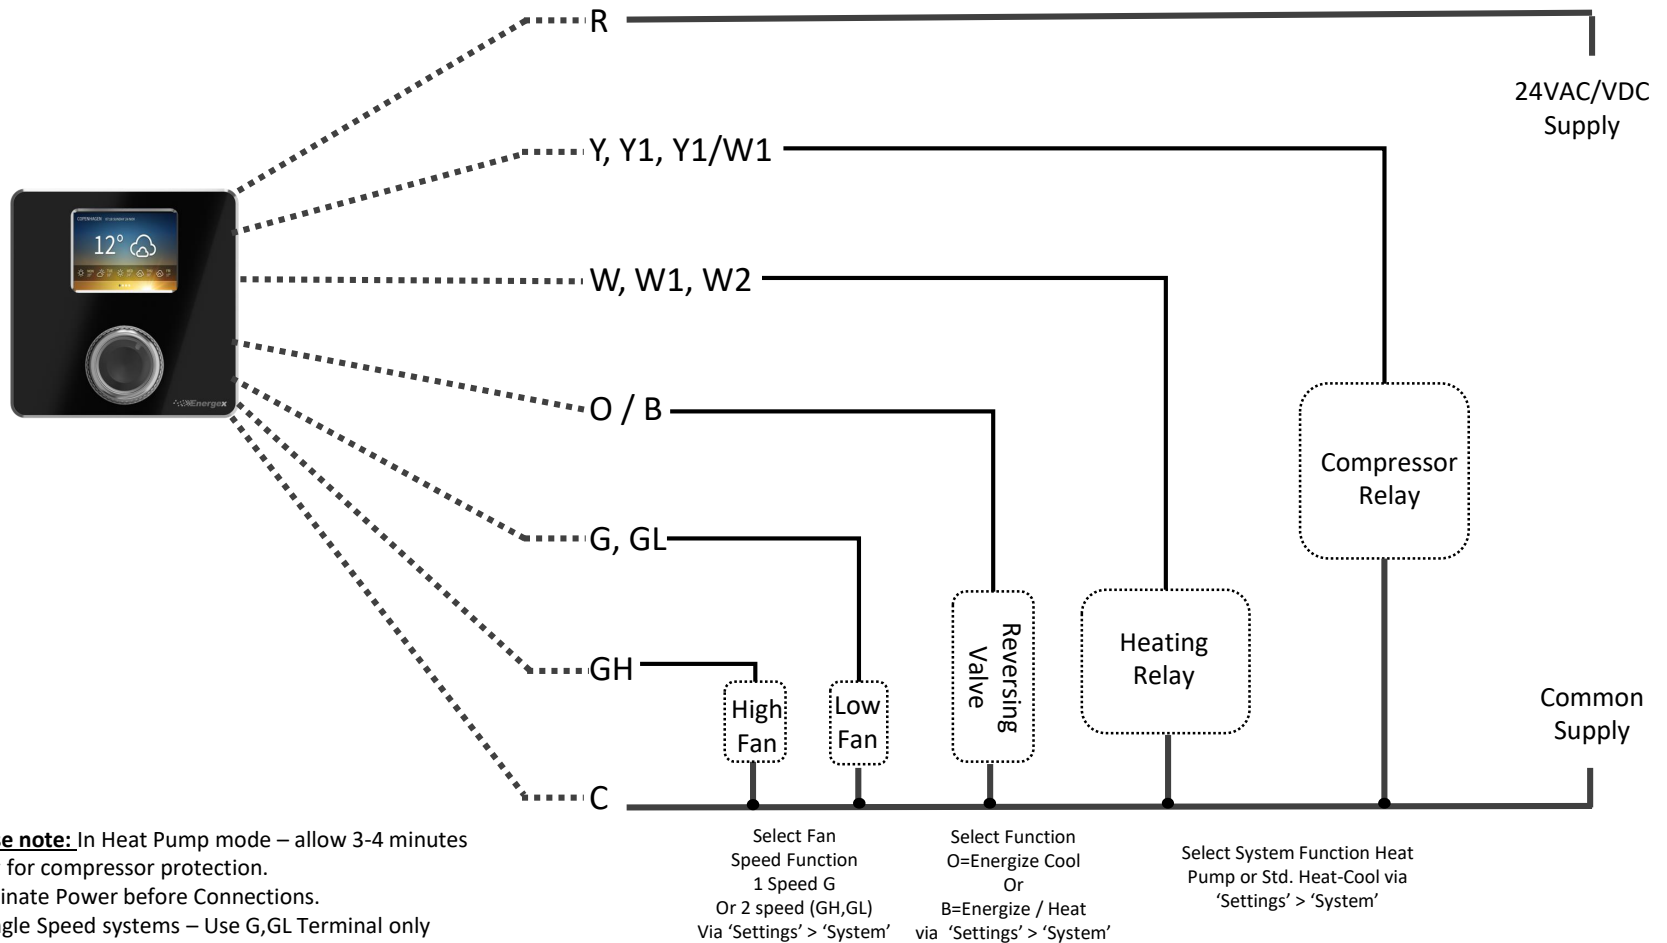 R
24VAC/VDC
Supply
Y, Y1, Y1/W1
COPENHAGEN
12°
W, W1, W2
Energex
O / B
Compressor
Relay
G, GL
Reversing
Valve
Heating
Relay
GH
High
Fan
Low
Fan
Common
Supply
C
se note: In Heat Pump mode – allow 3-4 minutes
for compressor protection.
inate Power before Connections.
gle Speed systems – Use G,GL Terminal only
Select Fan
Speed Function
1 Speed G
Or 2 speed (GH,GL)
Via ‘Settings’ > ‘System’
Select Function
O=Energize Cool
Or
B=Energize / Heat
via ‘Settings’ > ‘System’
Select System Function Heat
Pump or Std. Heat-Cool via
‘Settings’ > ‘System’